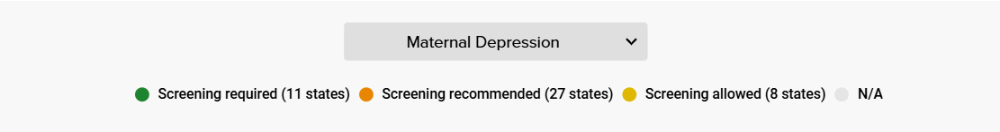 Maternal Depression
Screening required (11 states) Screening recommended (27 states) Screening allowed (8 states) N/A